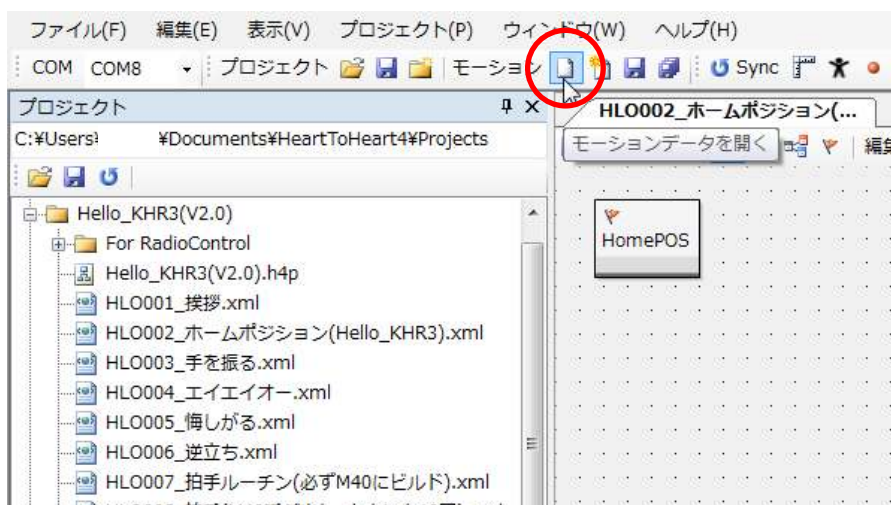 ファイル(F) 編集(E) 表示(V) プロジェクト(P) ウィンドウ(W) ヘルプ(H)
COM COM8 プロジェクト モーション Sync
プロジェクト
HLO002_ホームポジション(...
C:¥Users¥ ¥Documents¥HeartToHeart4¥Projects
モーションデータを開く
編集
Hello_KHR3(V2.0)
For RadioControl
Hello_KHR3(V2.0).h4p
HLO001_挨拶.xml
HLO002_ホームポジション(Hello_KHR3).xml
HLO003_手を振る.xml
HLO004_エイエイオー.xml
HLO005_悔しがる.xml
HLO006_逆立ち.xml
HLO007_拍手ルーチン(必ずM40にビルド).xml
HomePOS